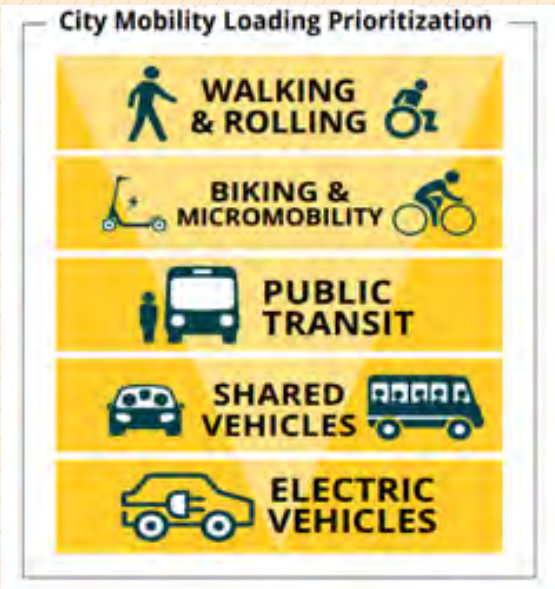 City Mobility Loading Prioritization
WALKING
& ROLLING
BIKING &
MICROMOBILITY
PUBLIC
TRANSIT
SHARED
VEHICLES
ELECTRIC
VEHICLES